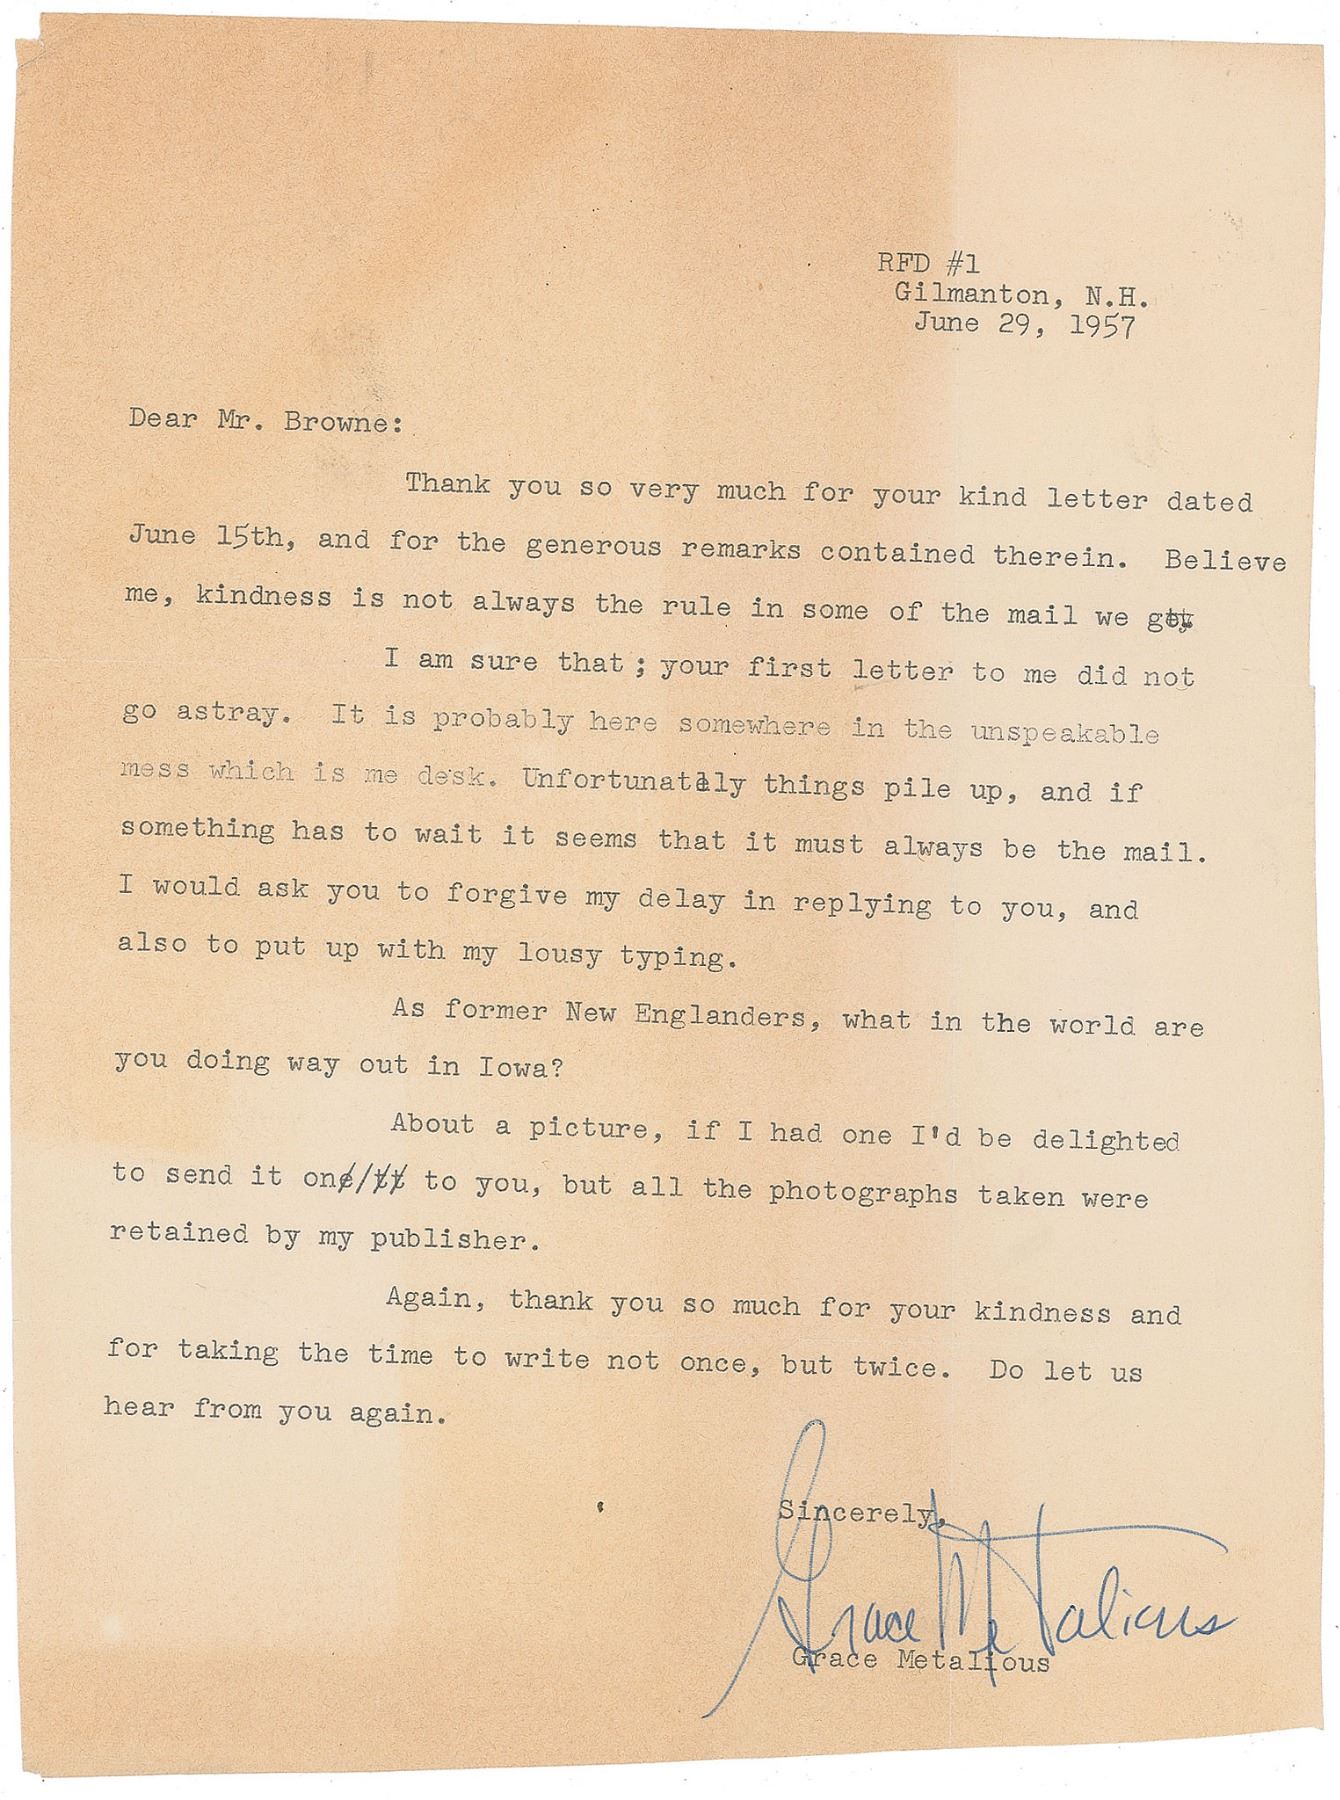 RFD #1
Gilmanton, N.H.
June 29, 1957
Dear Mr. Browne:
Thank you so very much for your kind letter dated
June 15th, and for the generous remarks contained therein. Believe
me, kindness is not always the rule in some of the mail we get.
I am sure that ; your first letter to me did not
go astray. It is probably here somewhere in the unspeakable
mess which is me desk. Unfortunately things pile up, and if
something has to wait it seems that it must always be the mail.
I would ask you to forgive my delay in replying to you, and
also to put up with my lousy typing.
As former New Englanders, what in the world are
you doing way out in Iowa?
About a picture, if I had one I'd be delighted
to send it on to you, but all the photographs taken were
retained by my publisher.
Again, thank you so much for your kindness and
for taking the time to write not once, but twice. Do let us
hear from you again.
Sincerely,
Grace Metalious
Grace Metalious